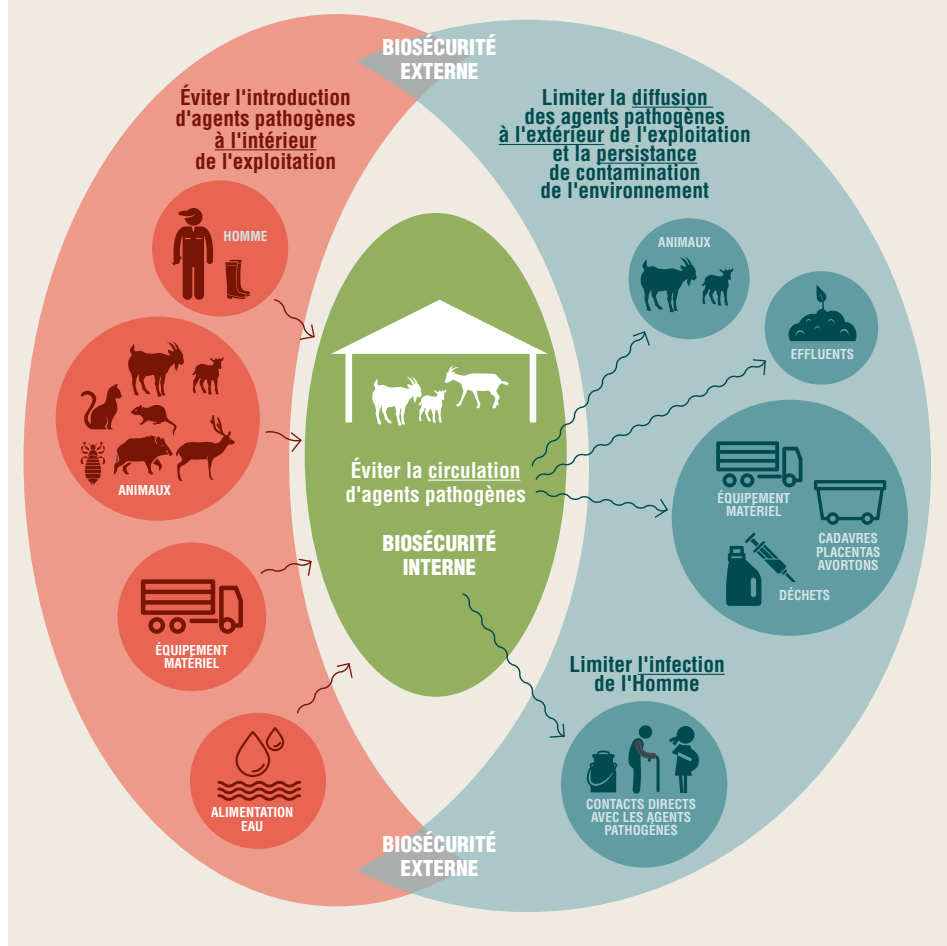 BIOSÉCURITÉ
EXTERNE
Éviter l'introduction
d'agents pathogènes
à l'intérieur
de l'exploitation
HOMME
ANIMAUX
ÉQUIPEMENT
MATÉRIEL
ALIMENTATION
EAU
Éviter la circulation
d'agents pathogènes
BIOSÉCURITÉ
INTERNE
Limiter la diffusion
des agents pathogènes
à l'extérieur de l'exploitation
et la persistance
de contamination
de l'environnement
ANIMAUX
EFFLUENTS
ÉQUIPEMENT
MATÉRIEL
CADAVRES
PLACENTAS
AVORTONS
DÉCHETS
Limiter l'infection
de l'Homme
CONTACTS DIRECTS
AVEC LES AGENTS
PATHOGÈNES
BIOSÉCURITÉ
EXTERNE